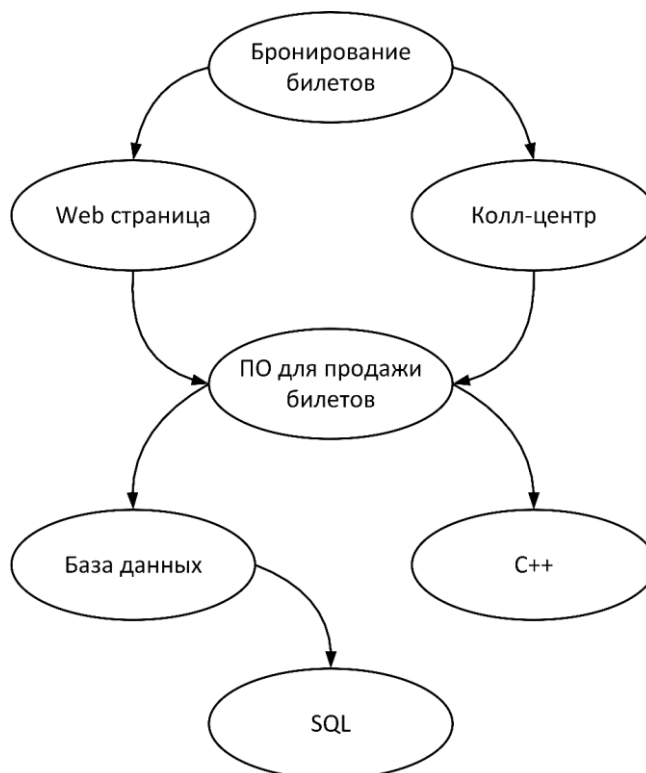 Бронирование
билетов
Web страница
Колл-центр
ПО для продажи
билетов
База данных
C++
SQL